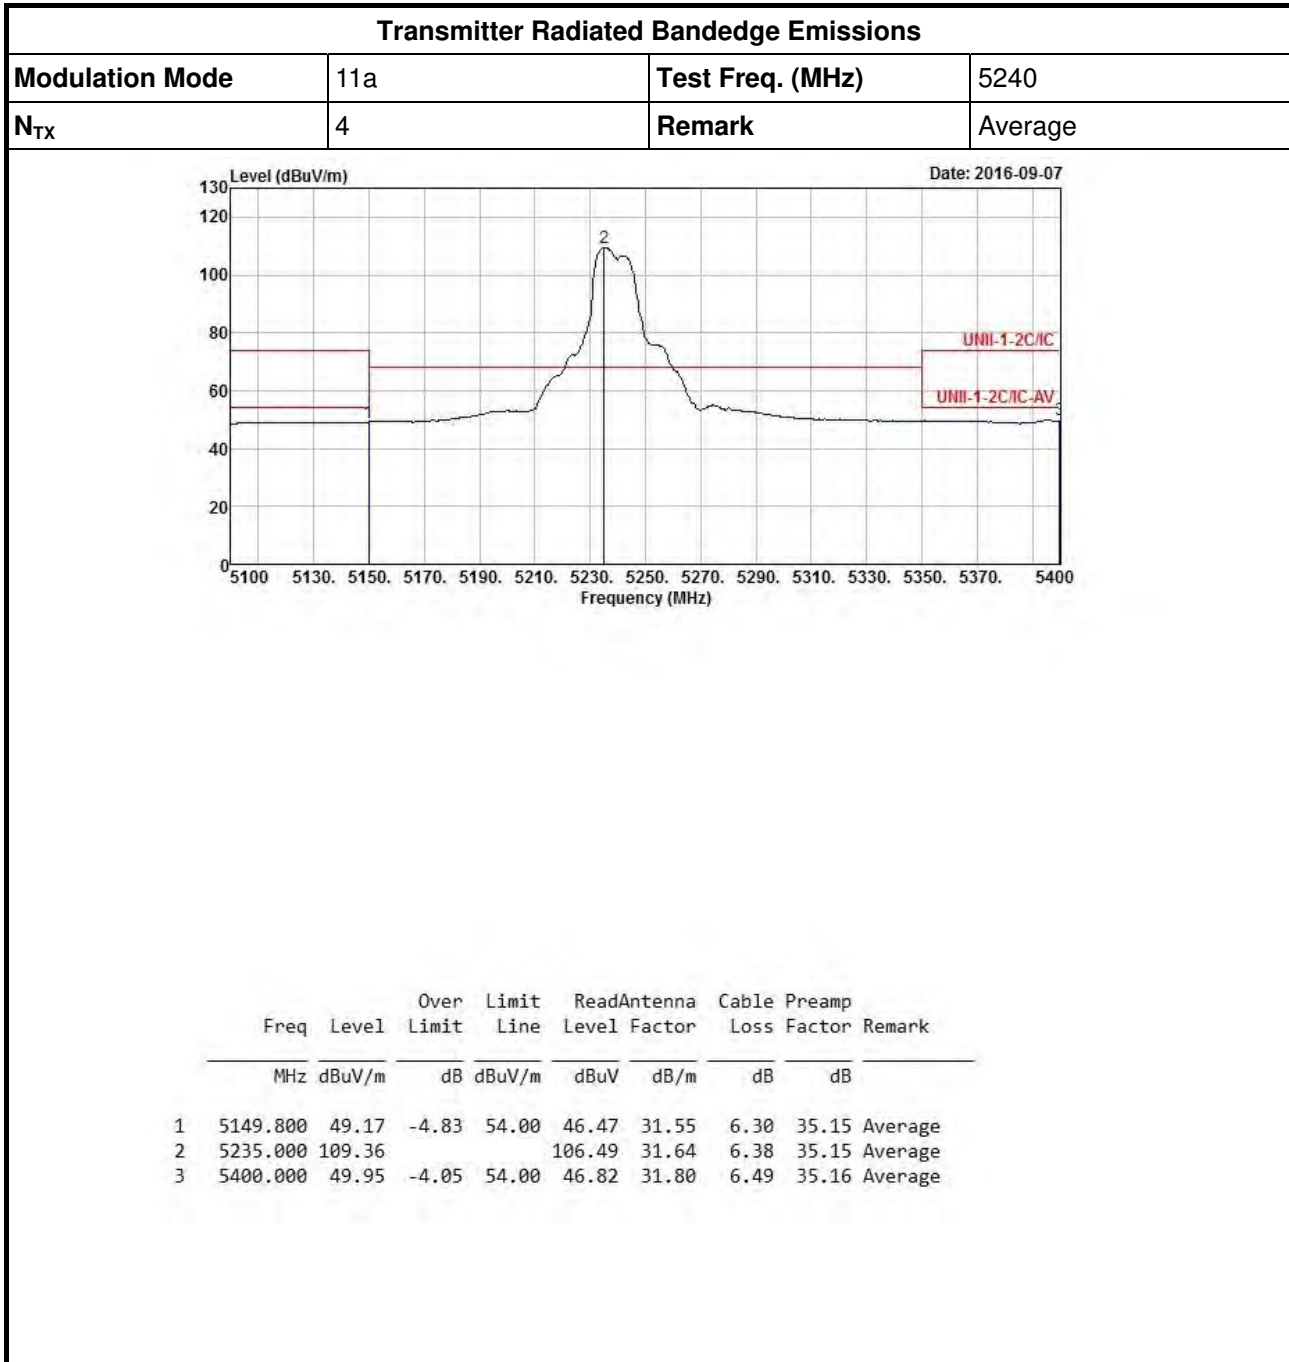 Transmitter Radiated Bandedge Emissions
Modulation Mode 11a Test Freq. (MHz) 5240
NTX 4 Remark Average
Level (dBuV/m) Date: 2016-09-07
130
120
100
80
60
40
20
0
2
UNII-1-2C/IC
UNII-1-2C/IC-AV
3
5100 5130. 5150. 5170. 5190. 5210. 5230. 5250. 5270. 5290. 5310. 5330. 5350. 5370. 5400
Frequency (MHz)
Over Limit ReadAntenna Cable Preamp
Freq Level Limit Line Level Factor Loss Factor Remark
MHz dBuV/m dB dBuV/m dBuV dB/m dB dB
1 5149.800 49.17 -4.83 54.00 46.47 31.55 6.30 35.15 Average
2 5235.000 109.36 106.49 31.64 6.38 35.15 Average
3 5400.000 49.95 -4.05 54.00 46.82 31.80 6.49 35.16 Average